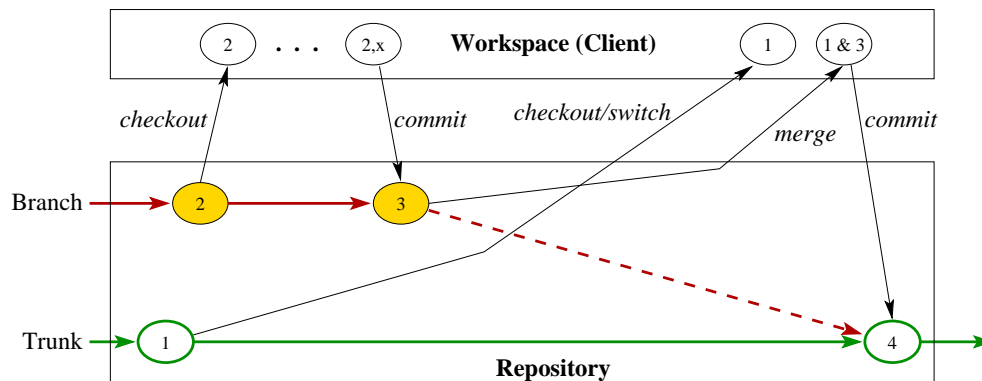 2 . . . 2,x Workspace (Client) 1 1 & 3
checkout commit checkout/switch merge commit
Branch 2 3
Trunk 1 4
Repository